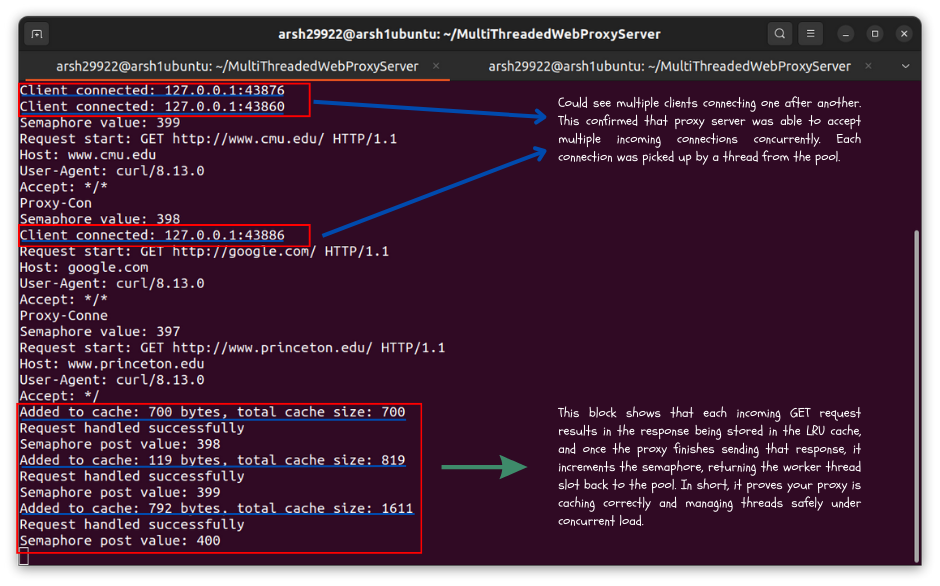 arsh29922@arsh1ubuntu: ~/MultiThreadedWebProxyServer
arsh29922@arsh1ubuntu: ~/MultiThreadedWebProxyServer
arsh29922@arsh1ubuntu: ~/MultiThreadedWebProxyServer
Client connected: 127.0.0.1:43876
Client connected: 127.0.0.1:43860
Semaphore value: 399
Request start: GET http://www.cmu.edu/ HTTP/1.1
Host: www.cmu.edu
User-Agent: curl/8.13.0
Accept: */*
Proxy-Con
Semaphore value: 398
Client connected: 127.0.0.1:43886
Request start: GET http://google.com/ HTTP/1.1
Host: google.com
User-Agent: curl/8.13.0
Accept: */*
Proxy-Conne
Semaphore value: 397
Request start: GET http://www.princeton.edu/ HTTP/1.1
Host: www.princeton.edu
User-Agent: curl/8.13.0
Accept: */
Added to cache: 700 bytes, total cache size: 700
Request handled successfully
Semaphore post value: 398
Added to cache: 119 bytes, total cache size: 819
Request handled successfully
Semaphore post value: 399
Added to cache: 792 bytes, total cache size: 1611
Request handled successfully
Semaphore post value: 400
Could see multiple clients connecting one after another.
This confirmed that proxy server was able to accept
multiple incoming connections concurrently. Each
connection was picked up by a thread from the pool.
This block shows that each incoming GET request
results in the response being stored in the LRU cache,
and once the proxy finishes sending that response, it
increments the semaphore, returning the worker thread
slot back to the pool. In short, it proves your proxy is
caching correctly and managing threads safely under
concurrent load.